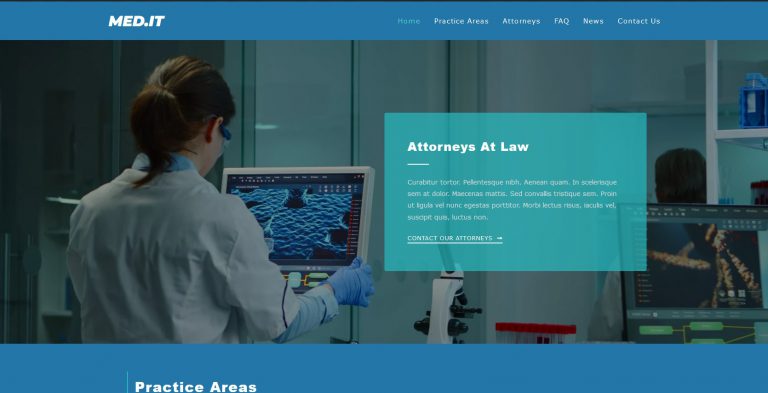 MED.IT
Home Practice Areas Attorneys FAQ News Contact Us
Attorneys At Law
Curabitur tortor. Pellentesque nibh. Aenean quam. In scelerisque
sem at dolor. Maecenas mattis. Sed convallis tristique sem. Proin
ut ligula vel nunc egestas porttitor. Morbi lectus risus, iaculis vel,
suscipit quis, luctus non.
CONTACT OUR ATTORNEYS
Practice Areas